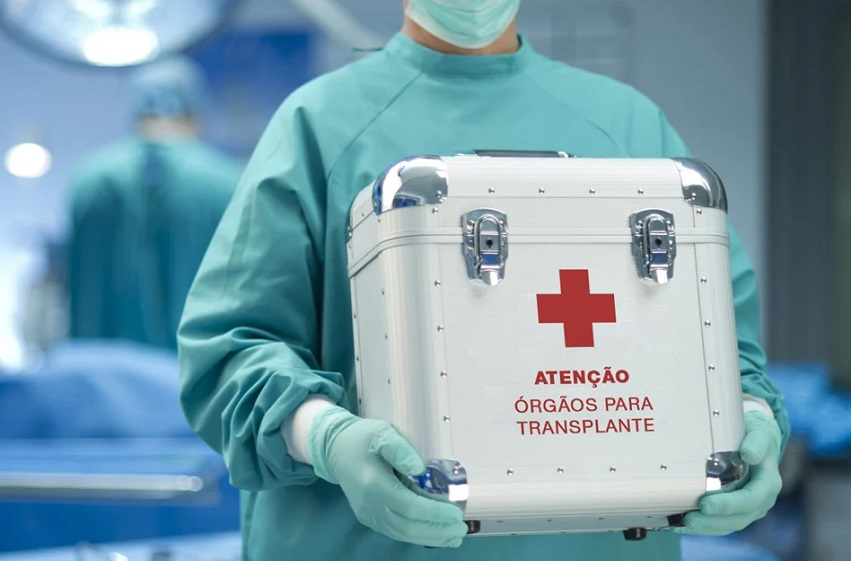 ATENÇÃO
ÓRGÃOS PARA
TRANSPLANTE